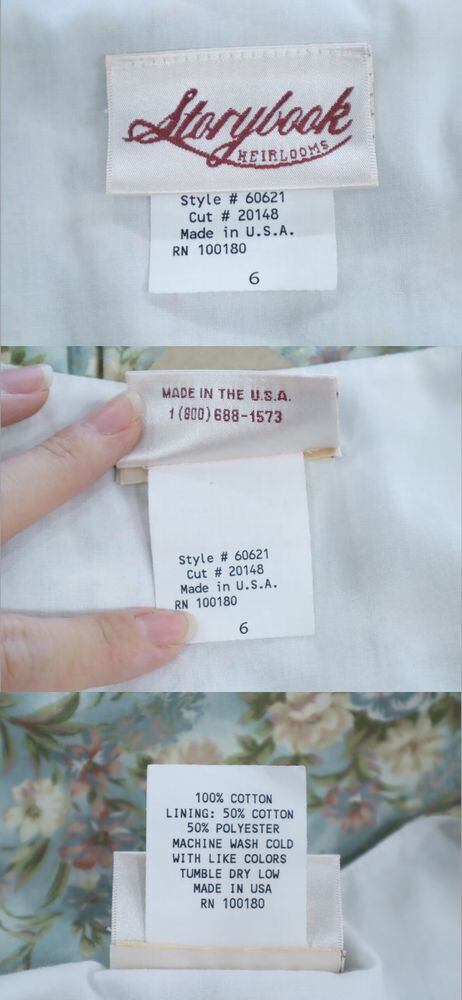 Storybook
HEIRLOOMS
Style # 60621
Cut # 20148
Made in U.S.A.
RN 100180
6
MADE IN THE U.S.A.
1(800)688-1573
Style # 60621
Cut # 20148
Made in U.S.A.
RN 100180
6
100% COTTON
LINING: 50% COTTON
50% POLYESTER
MACHINE WASH COLD
WITH LIKE COLORS
TUMBLE DRY LOW
MADE IN USA
RN 100180